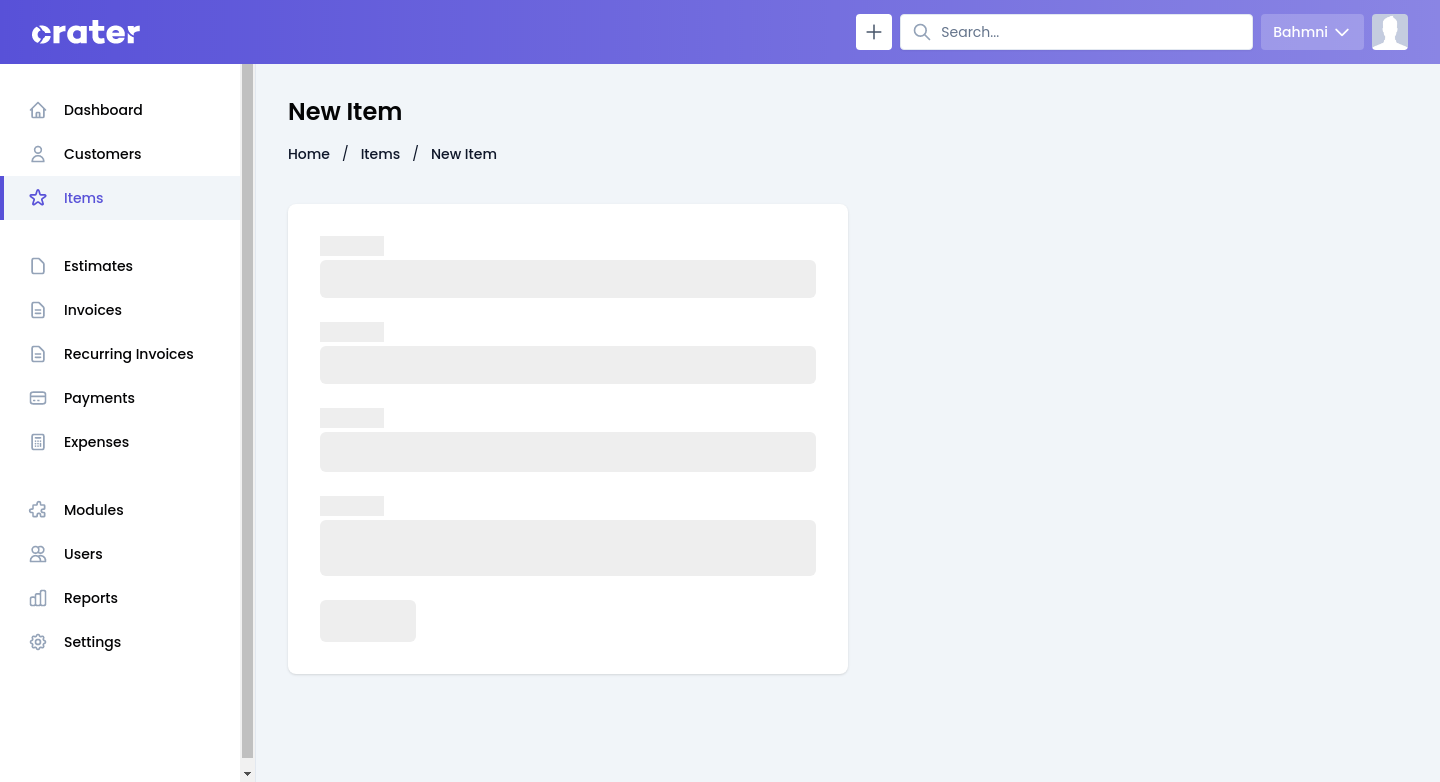 crater
Search...
Bahmni
Dashboard
Customers
Items
Estimates
Invoices
Recurring Invoices
Payments
Expenses
Modules
Users
Reports
Settings
New Item
Home / Items / New Item